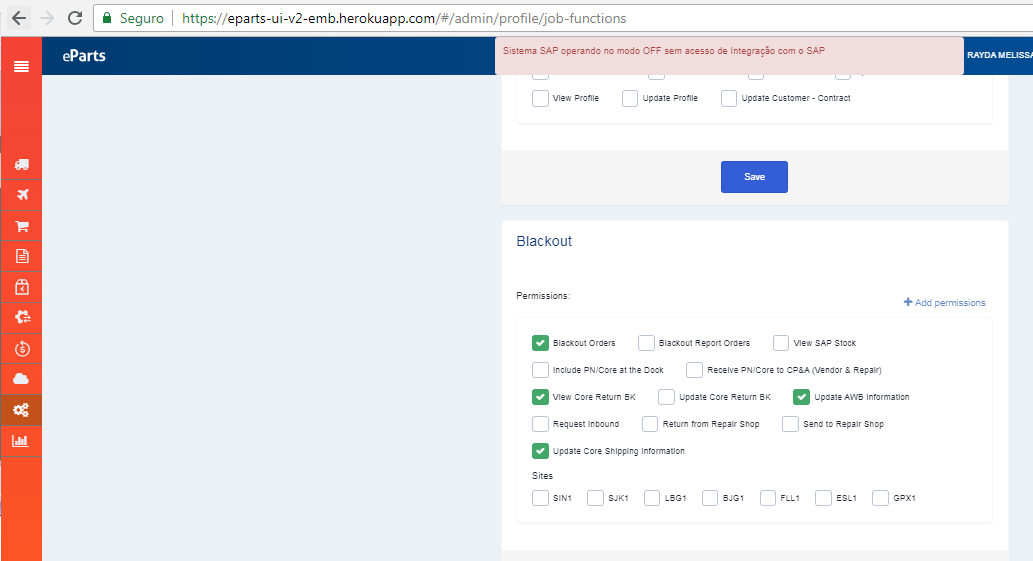 Seguro https://eparts-ui-v2-emb.herokuapp.com/#/admin/profile/job-functions
eParts
Sistema SAP operando no modo OFF sem acesso de Integração com o SAP
RAYDA MELISSA
View Profile Update Profile Update Customer - Contract
Save
Blackout
Permissions:
Add permissions
Blackout Orders Blackout Report Orders View SAP Stock
Include PN/Core at the Dock Receive PN/Core to CP&A (Vendor & Repair)
View Core Return BK Update Core Return BK Update AWB Information
Request Inbound Return from Repair Shop Send to Repair Shop
Update Core Shipping Information
Sites
SIN1 SJK1 LBG1 BJG1 FLL1 ESL1 GPX1